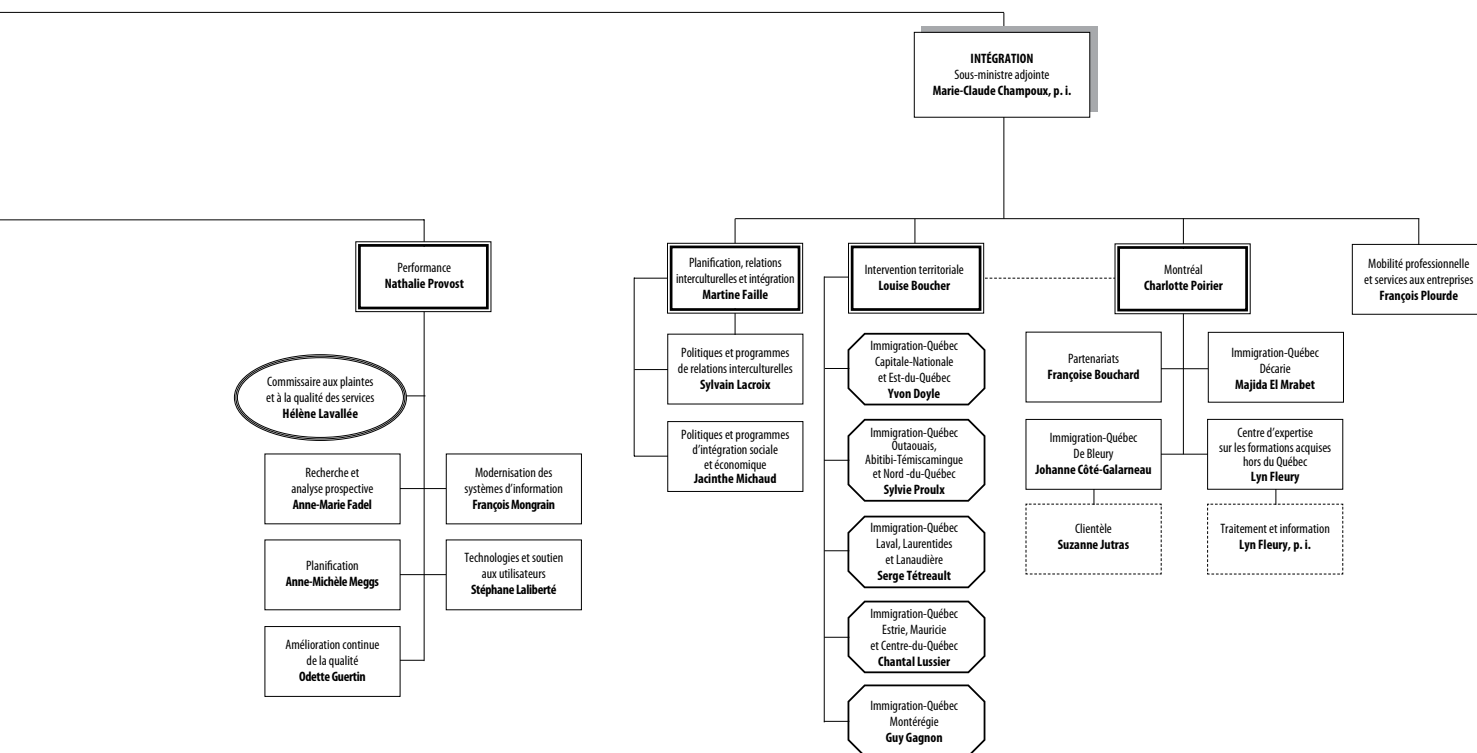 INTÉGRATION
Sous-ministre adjointe
Marie-Claude Champoux, p. i.
Performance
Nathalie Provost
Commissaire aux plaintes
et à la qualité des services
Hélène Lavallée
Recherche et
analyse prospective
Anne-Marie Fadel
Modernisation des
systèmes d'information
François Mongrain
Planification
Anne-Michèle Meggs
Technologies et soutien
aux utilisateurs
Stéphane Laliberté
Amélioration continue
de la qualité
Odette Guertin
Planification, relations
interculturelles et intégration
Martine Faille
Politiques et programmes
de relations interculturelles
Sylvain Lacroix
Politiques et programmes
d'intégration sociale
et économique
Jacinthe Michaud
Intervention territoriale
Louise Boucher
Immigration-Québec
Capitale-Nationale
et Est-du-Québec
Yvon Doyle
Immigration-Québec
Outaouais,
Abitibi-Témiscamingue
et Nord -du-Québec
Sylvie Proulx
Immigration-Québec
Laval, Laurentides
et Lanaudière
Serge Tétreault
Immigration-Québec
Estrie, Mauricie
et Centre-du-Québec
Chantal Lussier
Immigration-Québec
Montérégie
Guy Gagnon
Montréal
Charlotte Poirier
Partenariats
Françoise Bouchard
Immigration-Québec
Décarie
Majida El Mrabet
Immigration-Québec
De Bleury
Johanne Côté-Galarneau
Centre d'expertise
sur les formations acquises
hors du Québec
Lyn Fleury
Clientèle
Suzanne Jutras
Traitement et information
Lyn Fleury, p. i.
Mobilité professionnelle
et services aux entreprises
François Plourde